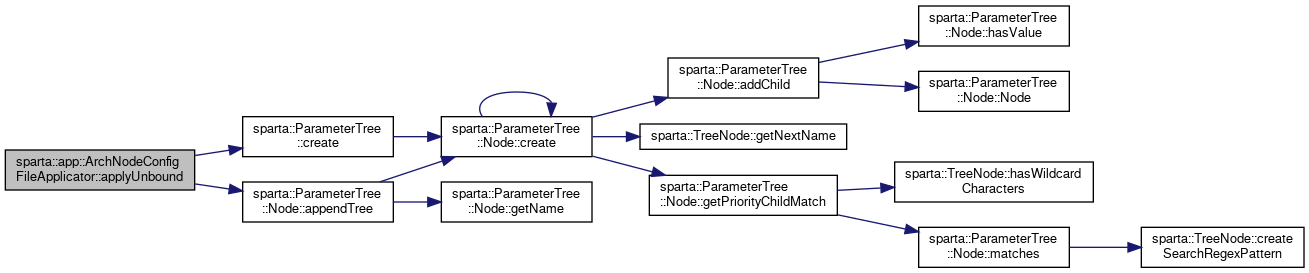 sparta::app::ArchNodeConfig
FileApplicator::applyUnbound
sparta::ParameterTree
::create
sparta::ParameterTree
::Node::appendTree
sparta::ParameterTree
::Node::create
sparta::ParameterTree
::Node::getName
sparta::ParameterTree
::Node::addChild
sparta::TreeNode::getNextName
sparta::ParameterTree
::Node::getPriorityChildMatch
sparta::ParameterTree
::Node::hasValue
sparta::ParameterTree
::Node::Node
sparta::TreeNode::hasWildcard
Characters
sparta::ParameterTree
::Node::matches
sparta::TreeNode::create
SearchRegexPattern